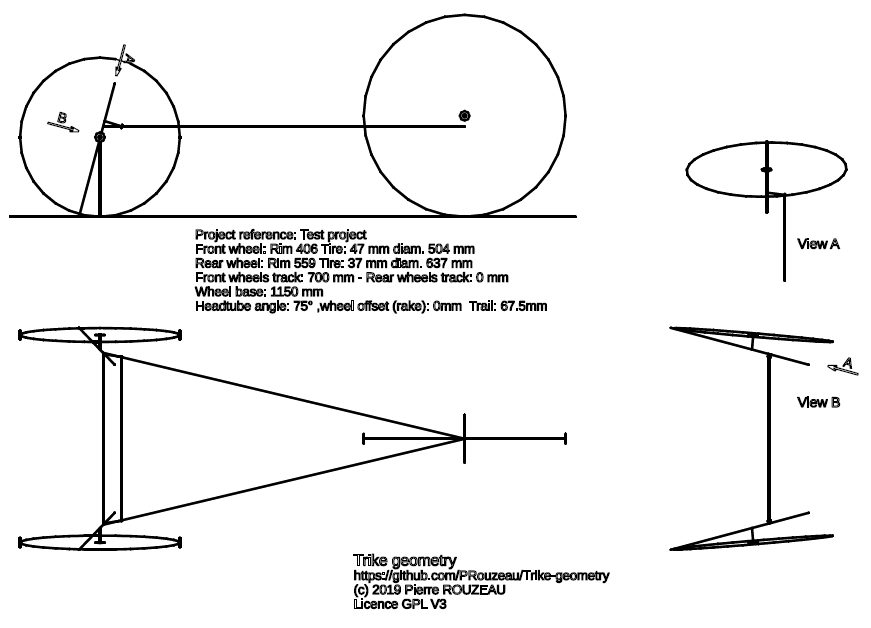 A
B
Project reference: Test project
Front wheel: Rim 406 Tire: 47 mm diam. 504 mm
Rear wheel: Rim 559 Tire: 37 mm diam. 637 mm
Front wheels track: 700 mm - Rear wheels track: 0 mm
Wheel base: 1150 mm
Headtube angle: 75° ,wheel offset (rake): 0mm  Trail: 67.5mm
View A
A
View B
Trike geometry
https://github.com/PRouzeau/Trike-geometry
(c) 2019 Pierre ROUZEAU
Licence GPL V3